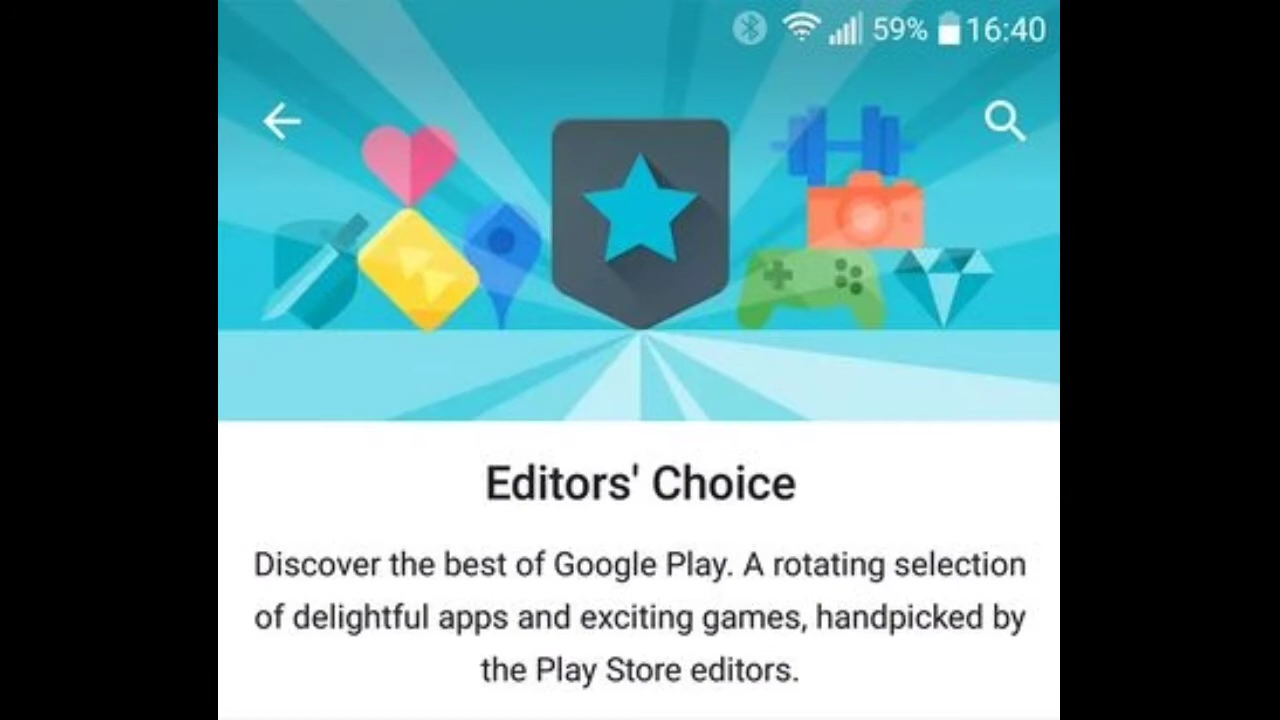 59% 16:40
Editors' Choice
Discover the best of Google Play. A rotating selection
of delightful apps and exciting games, handpicked by
the Play Store editors.